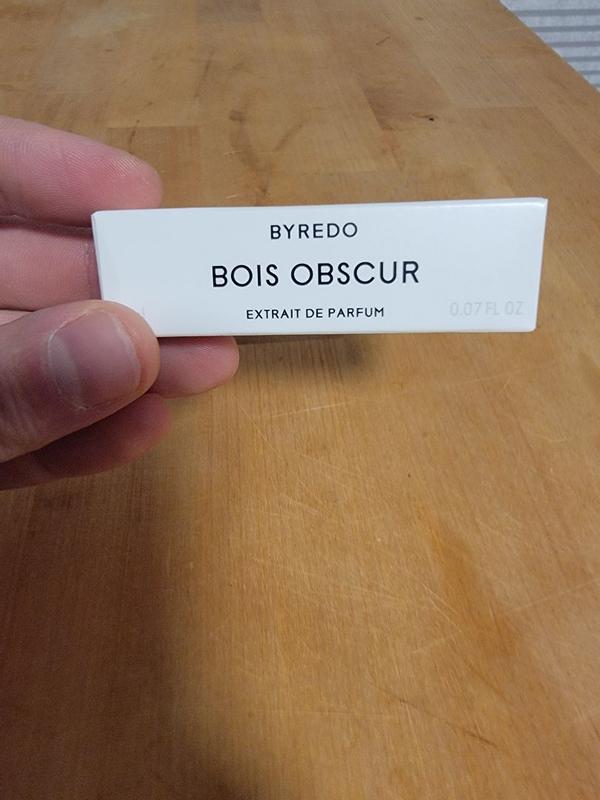 BYREDO
BOIS OBSCUR
EXTRAIT DE PARFUM
0.07 FL OZ